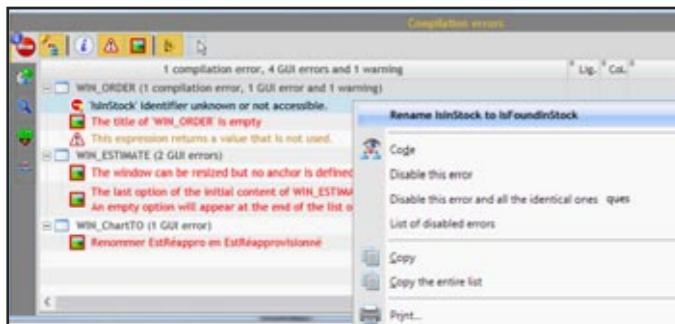 Compilation errors
1 compilation error, 4 GUI errors and 1 warning
Lig. Col.
WIN_ORDER (1 compilation error, 1 GUI error and 1 warning)
'IsInStock' identifier unknown or not accessible.
The title of 'WIN_ORDER' is empty
This expression returns a value that is not used.
WIN_ESTIMATE (2 GUI errors)
The window can be resized but no anchor is defined
The last option of the initial content of WIN_ESTIMA
An empty option will appear at the end of the list o
WIN_ChartTO (1 GUI error)
Renommer EstRéappro en EstRéapprovisionné
Rename IsInStock to IsFoundInStock
Code
Disable this error
Disable this error and all the identical ones ques
List of disabled errors
Copy
Copy the entire list
Print...